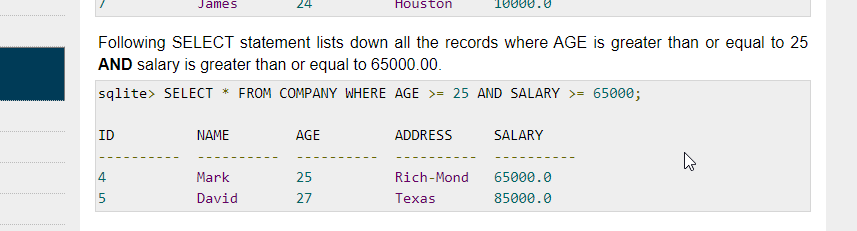 7 James 24 Houston 10000.0
Following SELECT statement lists down all the records where AGE is greater than or equal to 25
AND salary is greater than or equal to 65000.00.
sqlite> SELECT * FROM COMPANY WHERE AGE >= 25 AND SALARY >= 65000;
ID NAME AGE ADDRESS SALARY
---------- ---------- ---------- ---------- ----------
4 Mark 25 Rich-Mond 65000.0
5 David 27 Texas 85000.0